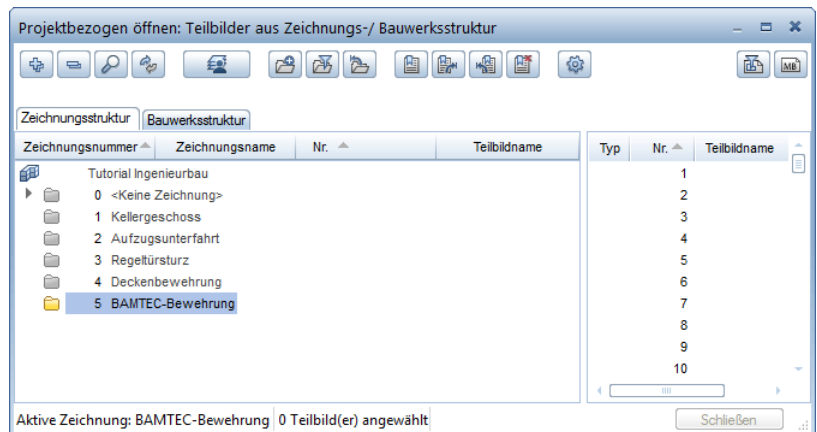 Projektbezogen öffnen: Teilbilder aus Zeichnungs-/ Bauwerksstruktur
MB
Zeichnungsstruktur Bauwerksstruktur
Zeichnungsnummer Zeichnungsname Nr. Teilbildname
Tutorial Ingenieurbau
0 <Keine Zeichnung>
1 Kellergeschoss
2 Aufzugsunterfahrt
3 Regeltürsturz
4 Deckenbewehrung
5 BAMTEC-Bewehrung
Typ Nr. Teilbildname
1
2
3
4
5
6
7
8
9
10
Aktive Zeichnung: BAMTEC-Bewehrung 0 Teilbild(er) angewählt Schließen